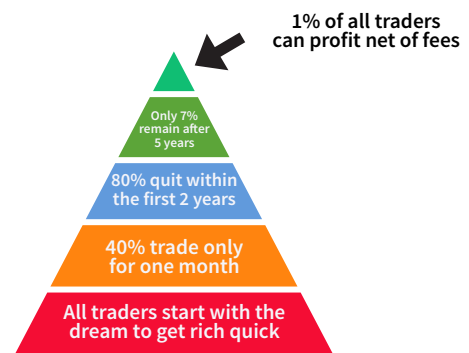 1% of all traders
can profit net of fees
Only 7%
remain after
5 years
80% quit within
the first 2 years
40% trade only
for one month
All traders start with the
dream to get rich quick